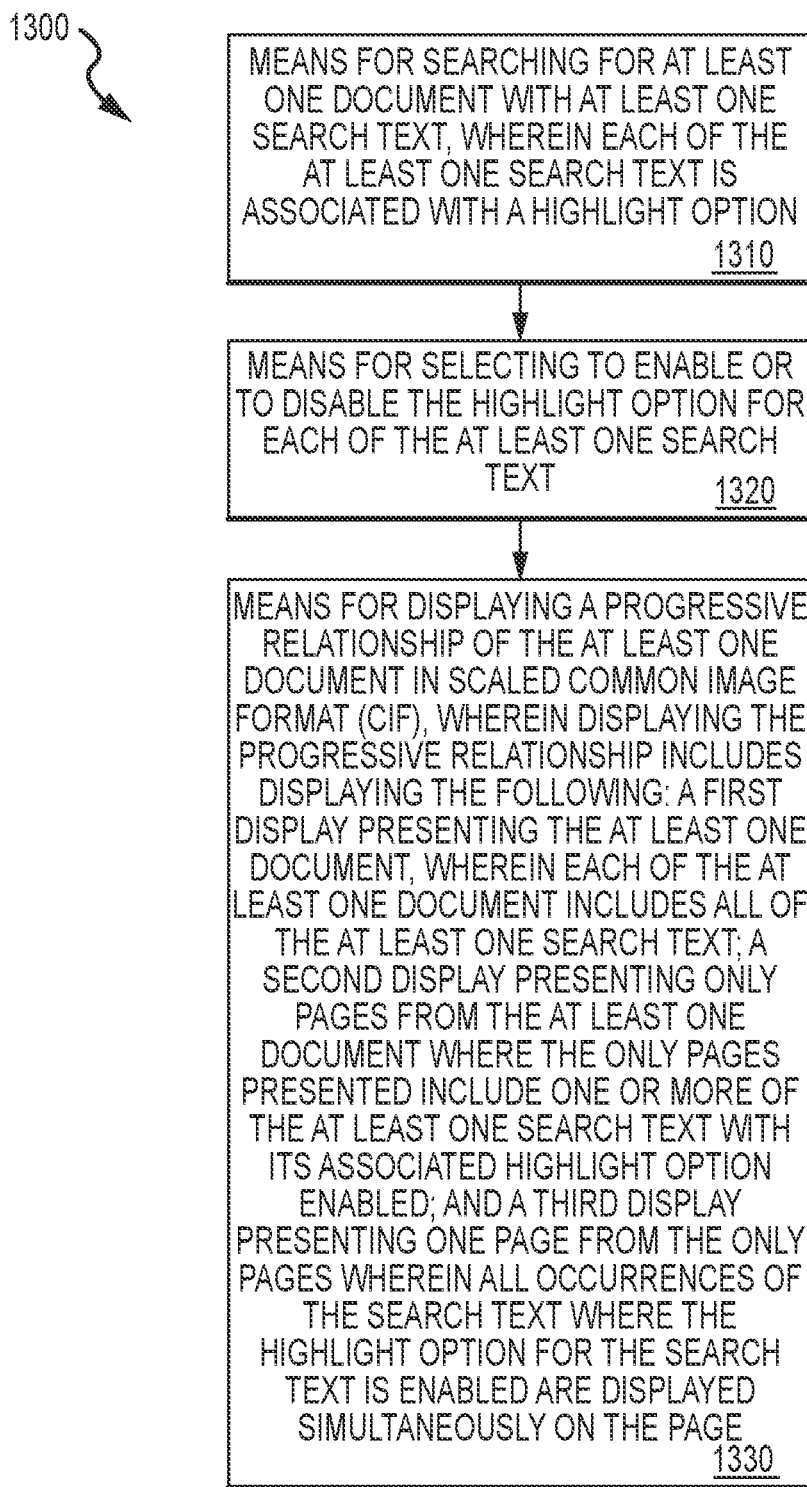 1300
MEANS FOR SEARCHING FOR AT LEAST
ONE DOCUMENT WITH AT LEAST ONE
SEARCH TEXT, WHEREIN EACH OF THE
AT LEAST ONE SEARCH TEXT IS
ASSOCIATED WITH A HIGHLIGHT OPTION
1310
MEANS FOR SELECTING TO ENABLE OR
TO DISABLE THE HIGHLIGHT OPTION FOR
EACH OF THE AT LEAST ONE SEARCH
TEXT
1320
MEANS FOR DISPLAYING A PROGRESSIVE
RELATIONSHIP OF THE AT LEAST ONE
DOCUMENT IN SCALED COMMON IMAGE
FORMAT (CIF), WHEREIN DISPLAYING THE
PROGRESSIVE RELATIONSHIP INCLUDES
DISPLAYING THE FOLLOWING: A FIRST
DISPLAY PRESENTING THE AT LEAST ONE
DOCUMENT, WHEREIN EACH OF THE AT
LEAST ONE DOCUMENT INCLUDES ALL OF
THE AT LEAST ONE SEARCH TEXT; A
SECOND DISPLAY PRESENTING ONLY
PAGES FROM THE AT LEAST ONE
DOCUMENT WHERE THE ONLY PAGES
PRESENTED INCLUDE ONE OR MORE OF
THE AT LEAST ONE SEARCH TEXT WITH
ITS ASSOCIATED HIGHLIGHT OPTION
ENABLED; AND A THIRD DISPLAY
PRESENTING ONE PAGE FROM THE ONLY
PAGES WHEREIN ALL OCCURRENCES OF
THE SEARCH TEXT WHERE THE
HIGHLIGHT OPTION FOR THE SEARCH
TEXT IS ENABLED ARE DISPLAYED
SIMULTANEOUSLY ON THE PAGE
1330